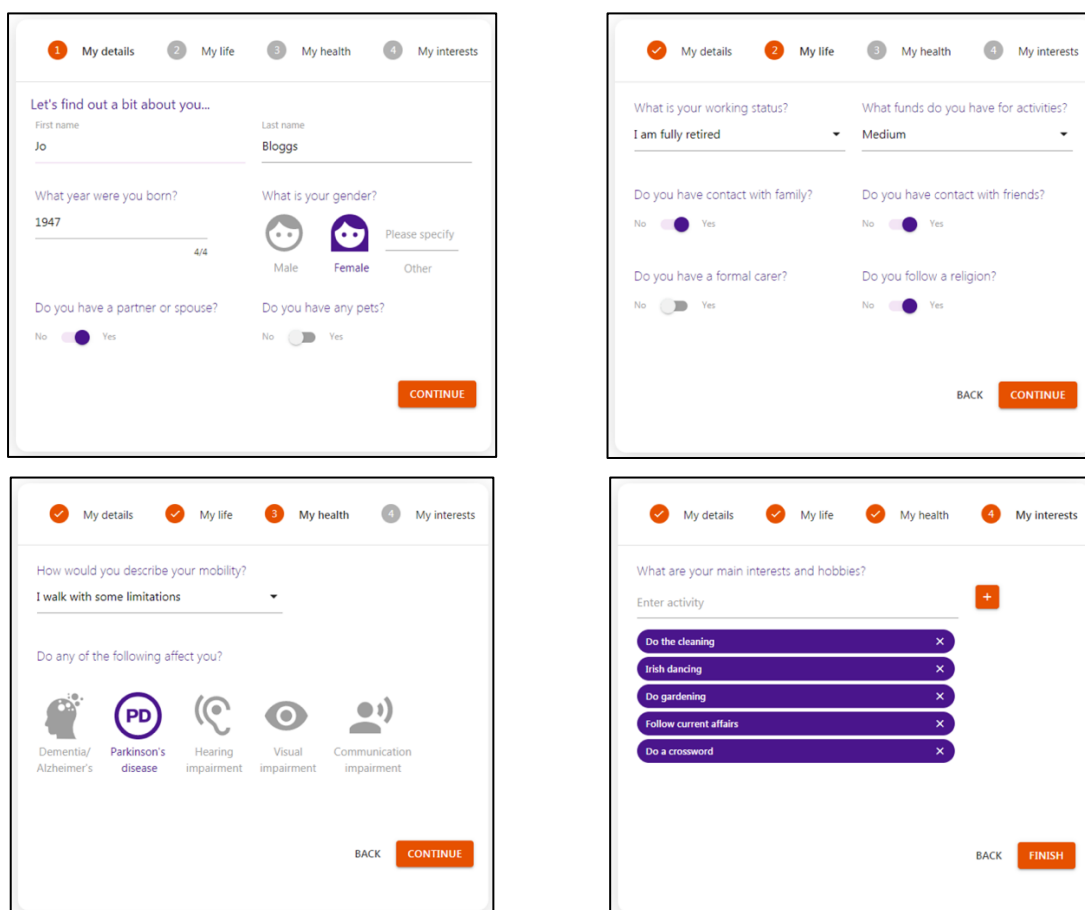 1 My details 2 My life 3 My health 4 My interests
Let's find out a bit about you...
First name Last name
Jo Bloggs
What year were you born? What is your gender?
1947
Please specify
4/4
Male Female Other
Do you have a partner or spouse? Do you have any pets?
No Yes No Yes
CONTINUE
My details 2 My life 3 My health 4 My interests
What is your working status? What funds do you have for activities?
I am fully retired Medium
Do you have contact with family? Do you have contact with friends?
No Yes No Yes
Do you have a formal carer? Do you follow a religion?
No Yes No Yes
BACK CONTINUE
My details My life 3 My health 4 My interests
How would you describe your mobility?
I walk with some limitations
Do any of the following affect you?
PD
Dementia/ Parkinson's Hearing Visual Communication
Alzheimer's disease impairment impairment impairment
BACK CONTINUE
My details My life My health 4 My interests
What are your main interests and hobbies?
Enter activity +
Do the cleaning ×
Irish dancing ×
Do gardening ×
Follow current affairs ×
Do a crossword ×
BACK FINISH